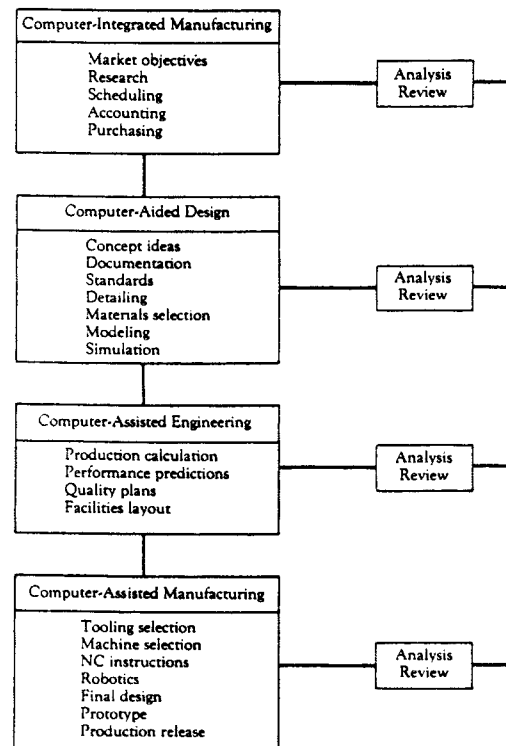 Computer-Integrated Manufacturing
Market objectives
Research
Scheduling
Accounting
Purchasing
Analysis
Review
Computer-Aided Design
Concept ideas
Documentation
Standards
Detailing
Materials selection
Modeling
Simulation
Analysis
Review
Computer-Assisted Engineering
Production calculation
Performance predictions
Quality plans
Facilities layout
Analysis
Review
Computer-Assisted Manufacturing
Tooling selection
Machine selection
NC instructions
Robotics
Final design
Prototype
Production release
Analysis
Review